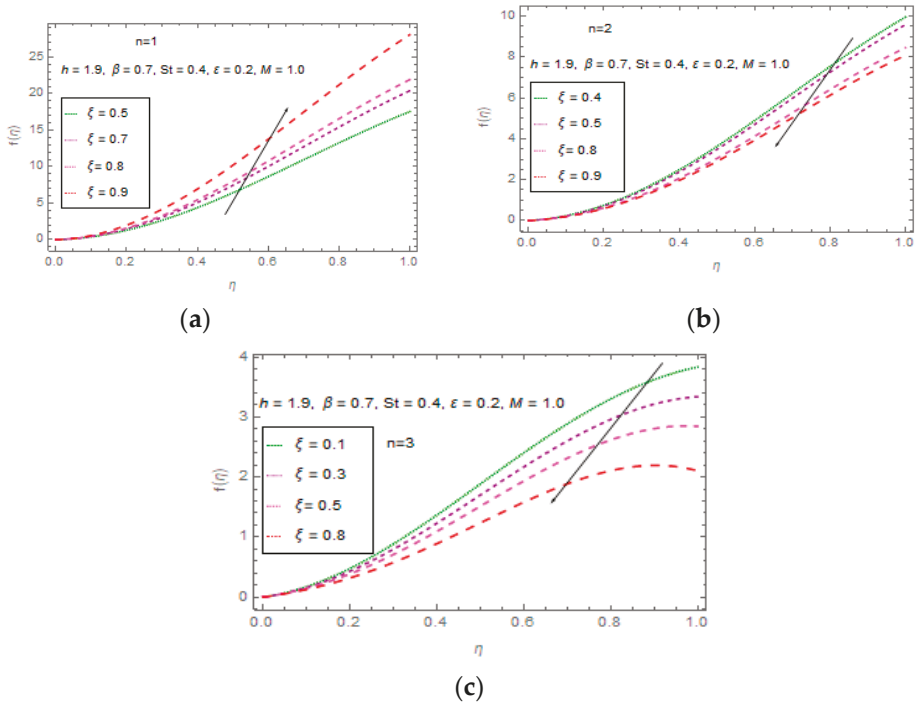 n=1
h = 1.9, β = 0.7, St = 0.4, ε = 0.2, M = 1.0
ξ = 0.5
ξ = 0.7
ξ = 0.8
ξ = 0.9
f(η)
25
20
15
10
5
0
0.0 0.2 0.4 0.6 0.8 1.0
η
(a)
n=2
h = 1.9, β = 0.7, St = 0.4, ε = 0.2, M = 1.0
ξ = 0.4
ξ = 0.5
ξ = 0.8
ξ = 0.9
f(η)
10
8
6
4
2
0
0.0 0.2 0.4 0.6 0.8 1.0
η
(b)
h = 1.9, β = 0.7, St = 0.4, ε = 0.2, M = 1.0
n=3
ξ = 0.1
ξ = 0.3
ξ = 0.5
ξ = 0.8
f(η)
4
3
2
1
0
0.0 0.2 0.4 0.6 0.8 1.0
η
(c)